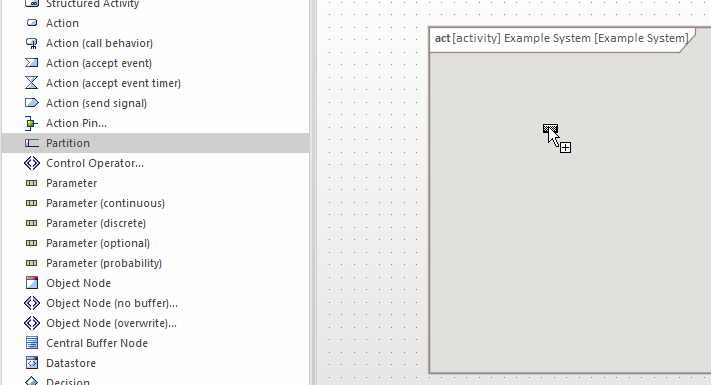 Structured Activity
Action
Action (call behavior)
Action (accept event)
Action (accept event timer)
Action (send signal)
Action Pin...
Partition
Control Operator...
Parameter
Parameter (continuous)
Parameter (discrete)
Parameter (optional)
Parameter (probability)
Object Node
Object Node (no buffer)...
Object Node (overwrite)...
Central Buffer Node
Datastore
Decision
act [activity] Example System [Example System]